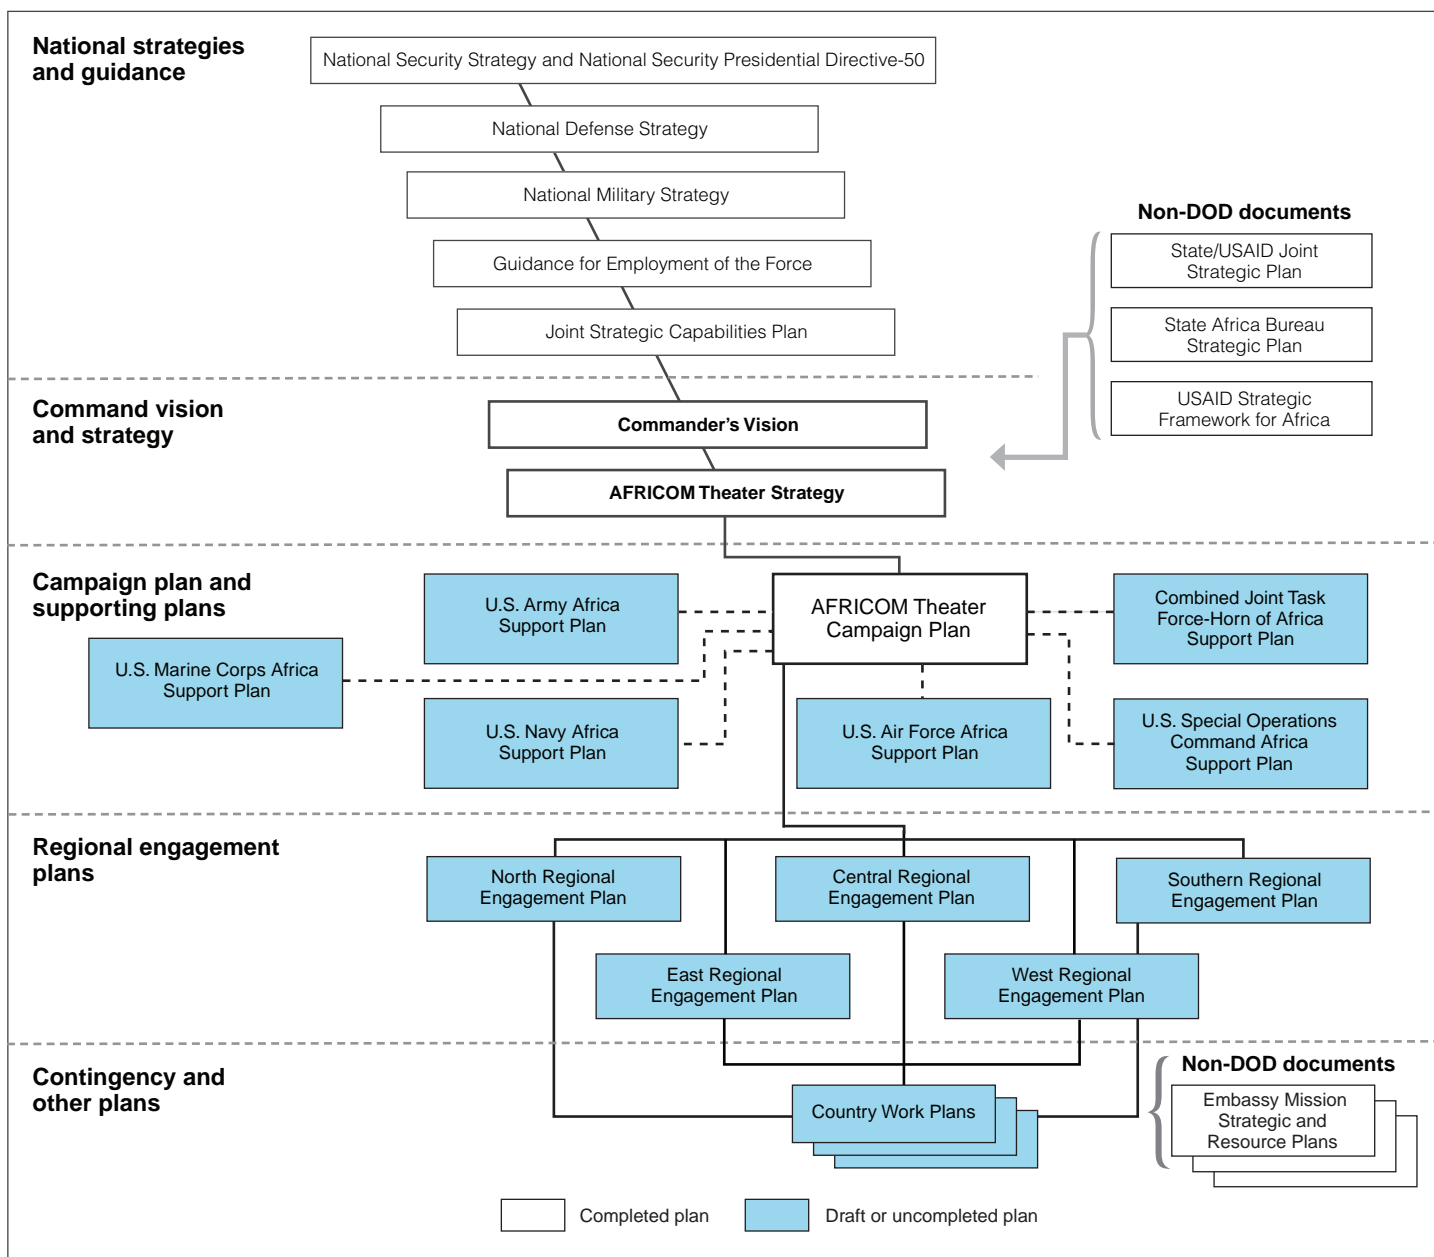 National strategies
and guidance
National Security Strategy and National Security Presidential Directive-50
National Defense Strategy
National Military Strategy
Guidance for Employment of the Force
Joint Strategic Capabilities Plan
Non-DOD documents
State/USAID Joint
Strategic Plan
State Africa Bureau
Strategic Plan
USAID Strategic
Framework for Africa
Command vision
and strategy
Commander's Vision
AFRICOM Theater Strategy
Campaign plan and
supporting plans
U.S. Army Africa
Support Plan
AFRICOM Theater
Campaign Plan
Combined Joint Task
Force-Horn of Africa
Support Plan
U.S. Marine Corps Africa
Support Plan
U.S. Navy Africa
Support Plan
U.S. Air Force Africa
Support Plan
U.S. Special Operations
Command Africa
Support Plan
Regional engagement
plans
North Regional
Engagement Plan
Central Regional
Engagement Plan
Southern Regional
Engagement Plan
East Regional
Engagement Plan
West Regional
Engagement Plan
Contingency and
other plans
Country Work Plans
Non-DOD documents
Embassy Mission
Strategic and
Resource Plans
Completed plan
Draft or uncompleted plan